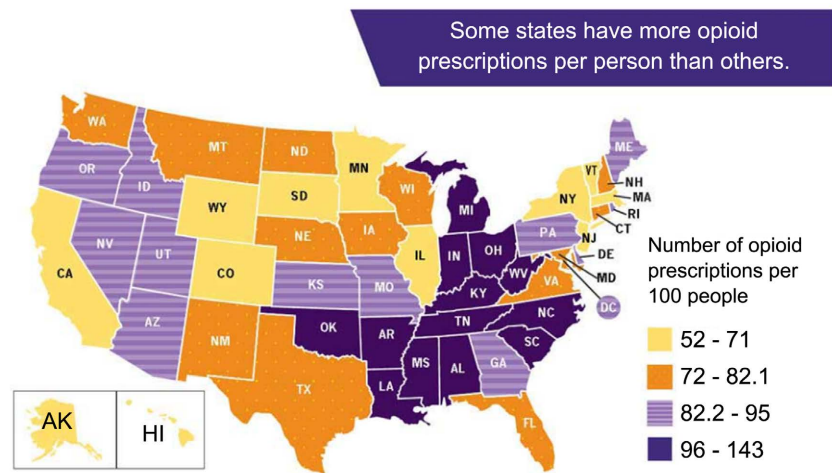 Some states have more opioid
prescriptions per person than others.
WA
MT
ND
MN
ME
OR
ID
WI
VT
NH
SD
NY
MA
WY
MI
RI
CT
IA
PA
NE
NJ
NV
OH
IL
IN
DE
UT
CO
WV
MD
CA
KS
MO
VA
KY
DC
NC
TN
OK
AZ
AR
NM
SC
MS
AL
GA
TX
LA
FL
AK
HI
Number of opioid
prescriptions per
100 people
52 - 71
72 - 82.1
82.2 - 95
96 - 143